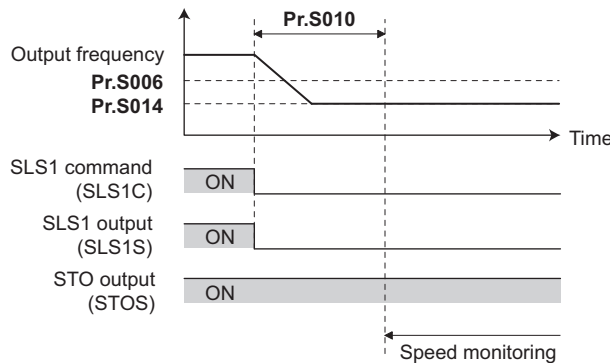 Pr.S010
Output frequency
Pr.S006
Pr.S014
Time
SLS1 command
(SLS1C)
ON
SLS1 output
(SLS1S)
ON
STO output
(STOS)
ON
Speed monitoring